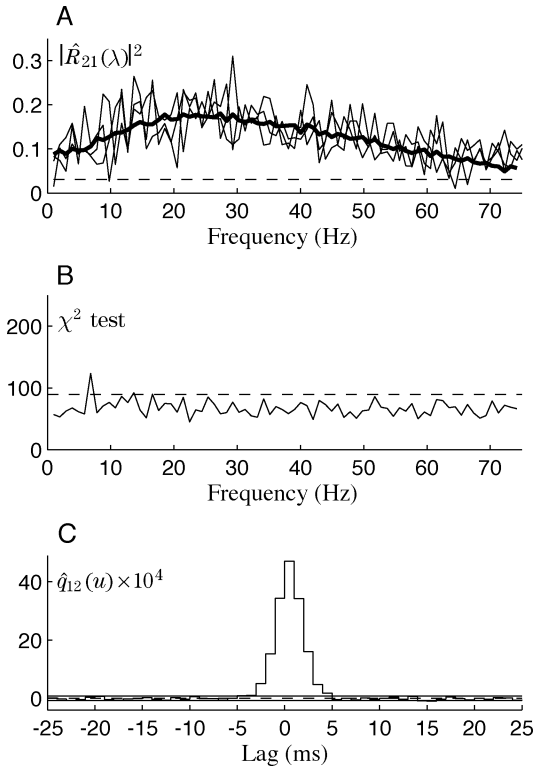 A
|R̂₂₁(λ)|²
0.3
0.2
0.1
0
0 10 20 30 40 50 60 70
Frequency (Hz)
B
χ² test
200
100
0
0 10 20 30 40 50 60 70
Frequency (Hz)
C
q̂₁₂(u)×10⁴
40
20
0
-25 -20 -15 -10 -5 0 5 10 15 20 25
Lag (ms)